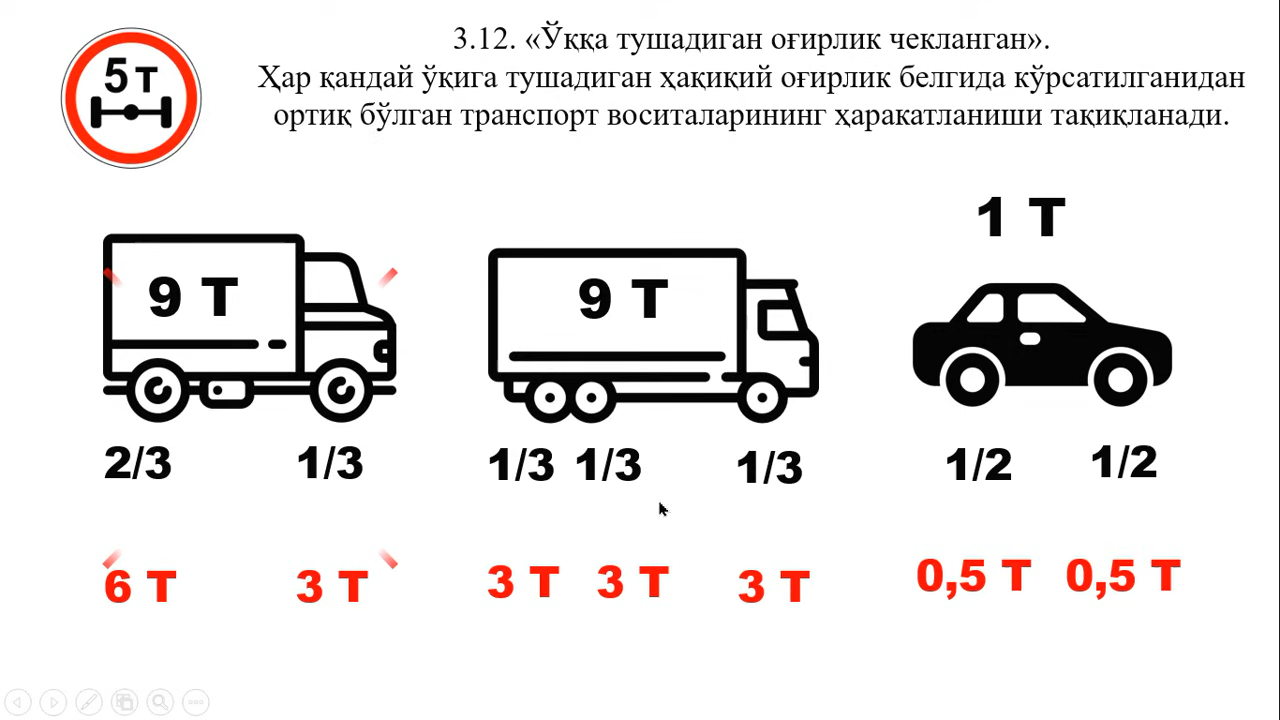 5т
3.12. «Ўққа тушадиган оғирлик чекланган».
Ҳар қандай ўқига тушадиган ҳақиқий оғирлик белгида кўрсатилганидан
ортиқ бўлган транспорт воситаларининг ҳаракатланиши тақиқланади.
9 Т
9 Т
1 Т
2/3 1/3
1/3 1/3 1/3
1/2 1/2
6 Т 3 Т
3 Т 3 Т 3 Т
0,5 Т 0,5 Т